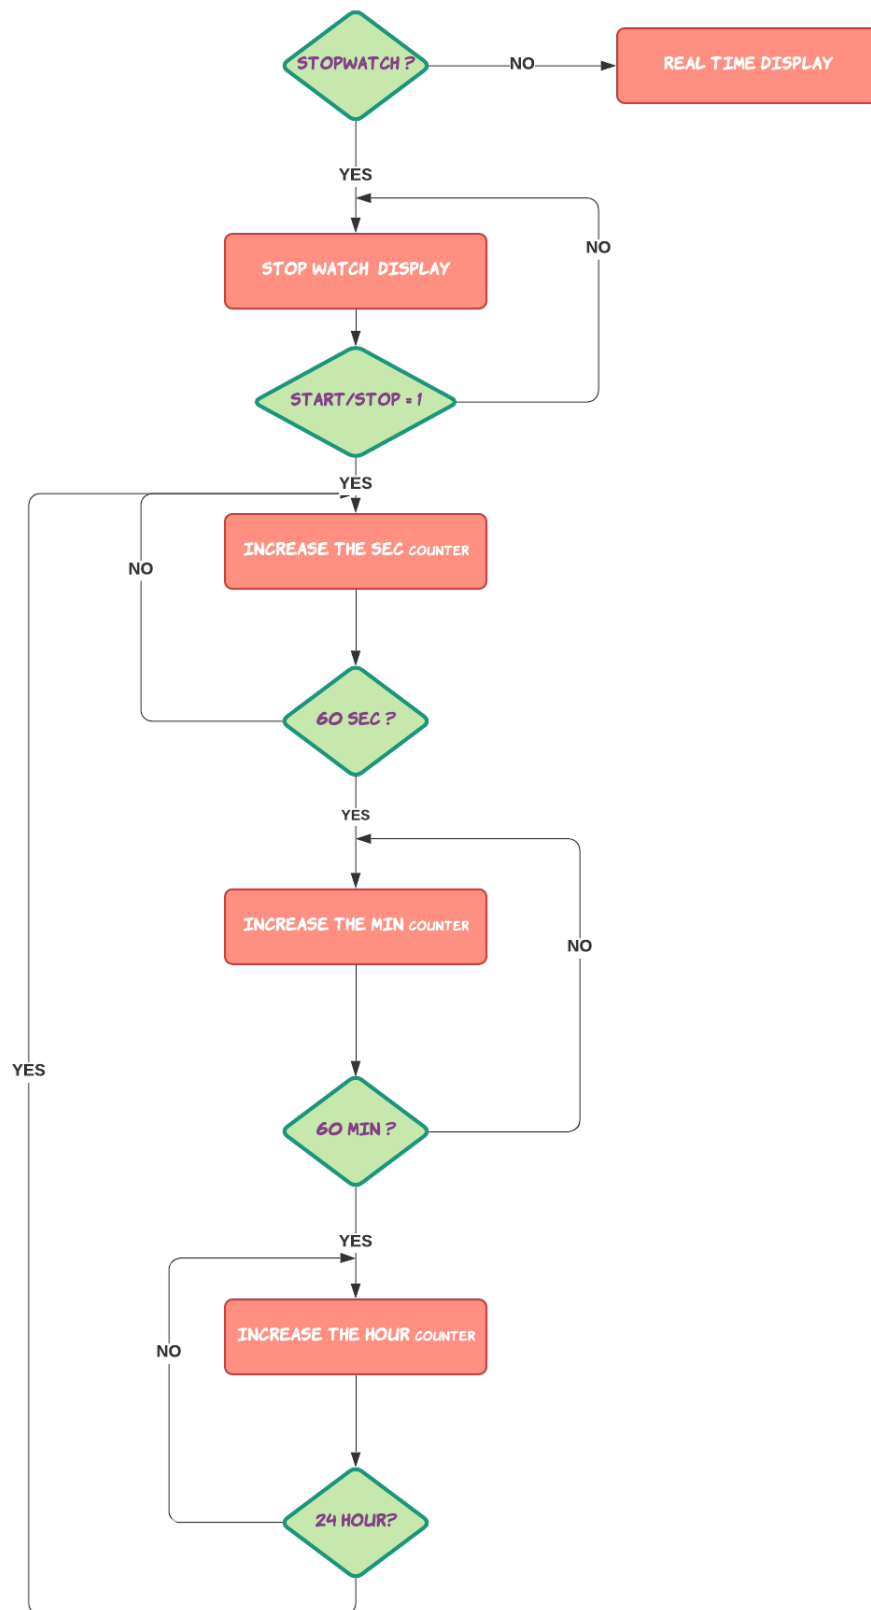 STOPWATCH ?
NO
REAL TIME DISPLAY
YES
NO
STOP WATCH DISPLAY
START/STOP = 1
YES
INCREASE THE SEC COUNTER
NO
60 SEC ?
YES
INCREASE THE MIN COUNTER
NO
YES
60 MIN ?
YES
INCREASE THE HOUR COUNTER
NO
24 HOUR?